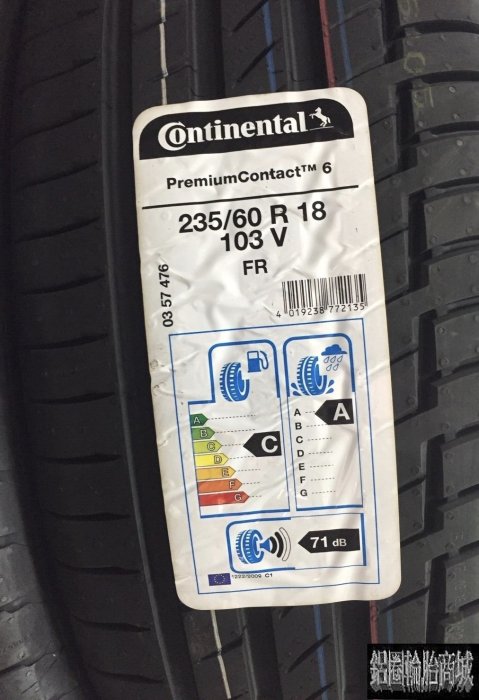 Continental
PremiumContact™ 6
235/60 R 18
103 V
FR
03 57 476
4 019238 772135
A
B
C
D
E
F
G
C
A
B
C
D
E
F
G
A
71 dB
1222/2009 C1
鋁圈輪胎商城